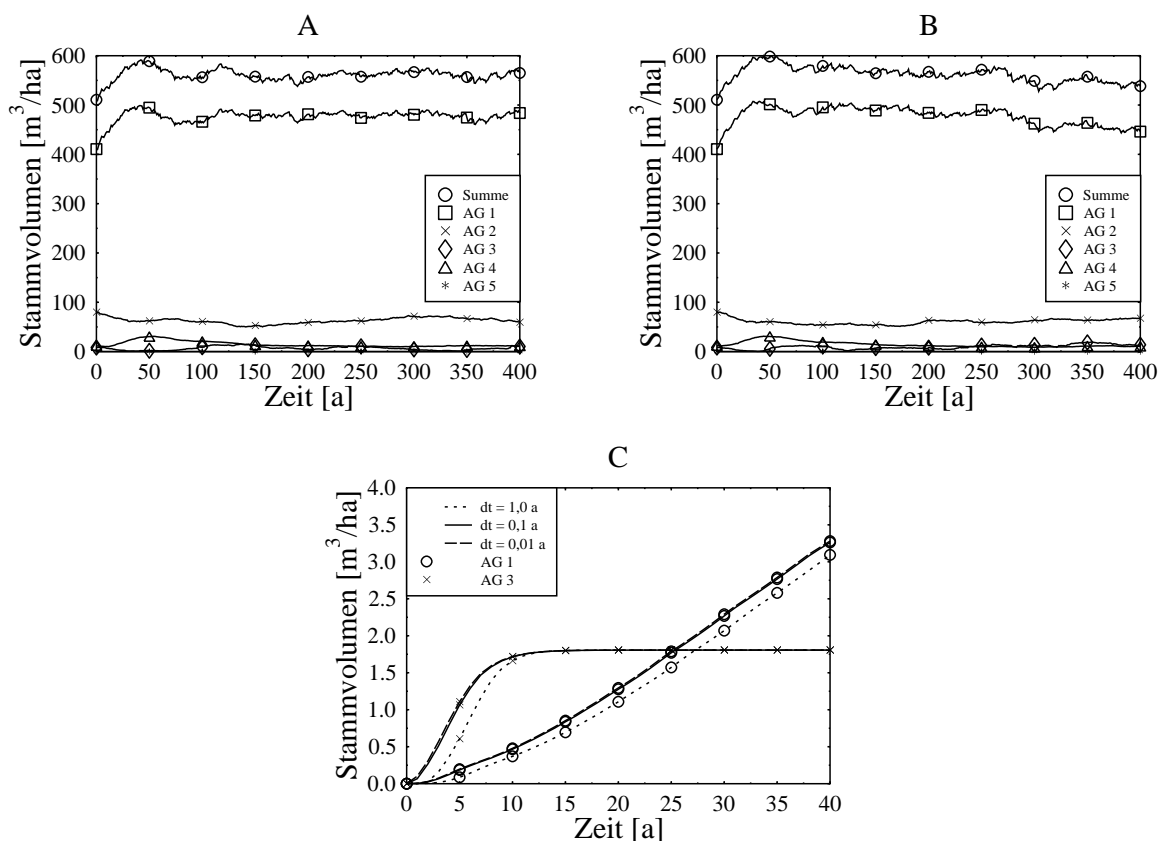 A
Stammvolumen [m³/ha]
600
500
400
300
200
100
0
Summe
AG 1
AG 2
AG 3
AG 4
AG 5
0 50 100 150 200 250 300 350 400
Zeit [a]
B
Stammvolumen [m³/ha]
600
500
400
300
200
100
0
Summe
AG 1
AG 2
AG 3
AG 4
AG 5
0 50 100 150 200 250 300 350 400
Zeit [a]
C
Stammvolumen [m³/ha]
4.0
3.5
3.0
2.5
2.0
1.5
1.0
0.5
0.0
dt = 1,0 a
dt = 0,1 a
dt = 0,01 a
AG 1
AG 3
0 5 10 15 20 25 30 35 40
Zeit [a]